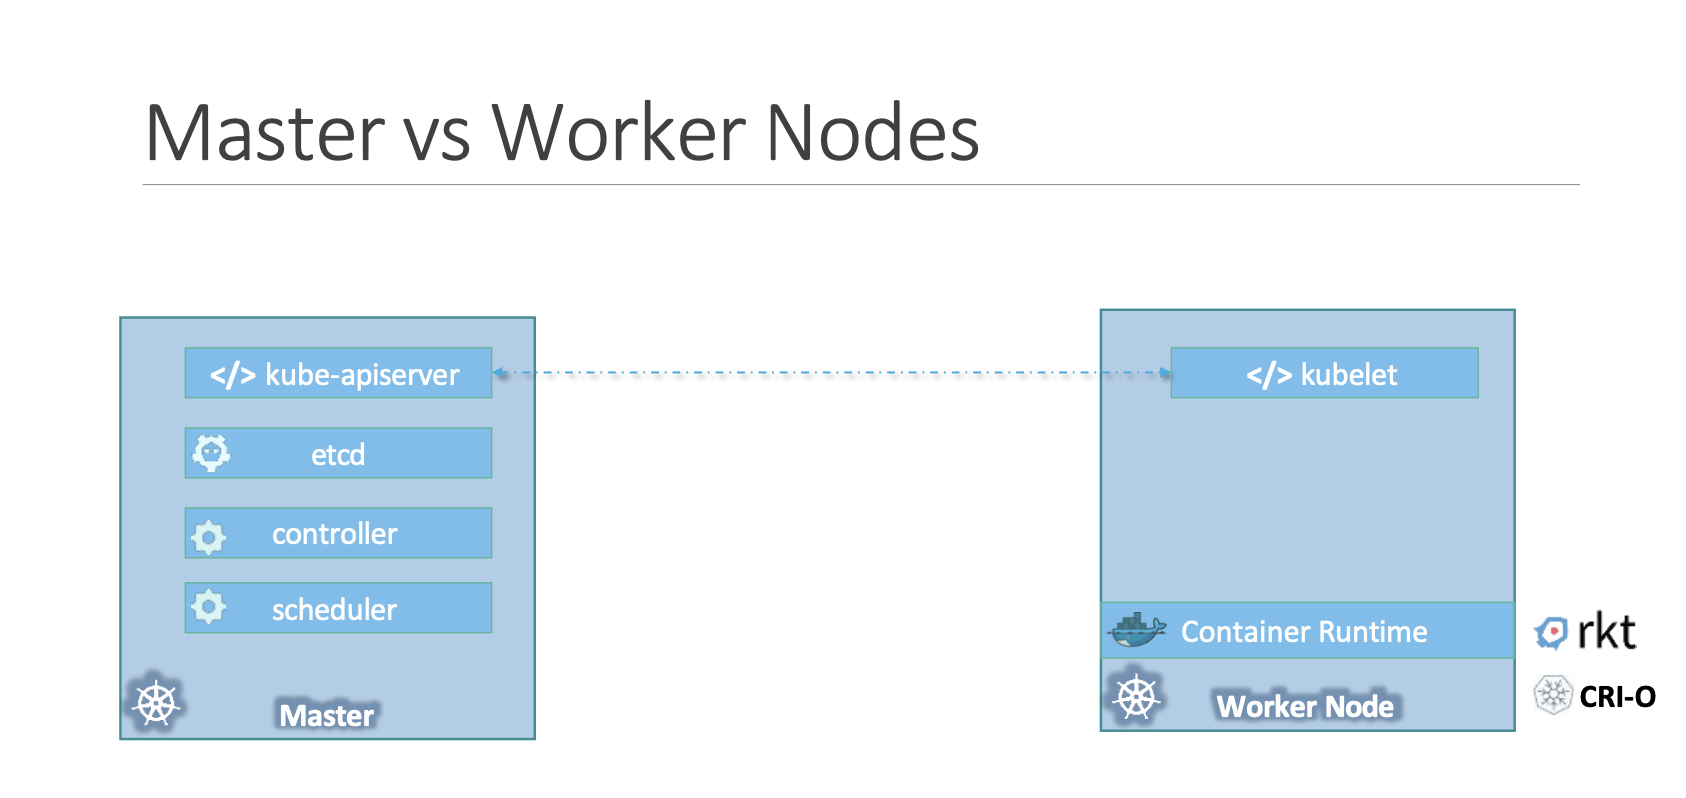 Master vs Worker Nodes
</> kube-apiserver
etcd
controller
scheduler
Master
</> kubelet
Container Runtime
Worker Node
rkt
CRI-O